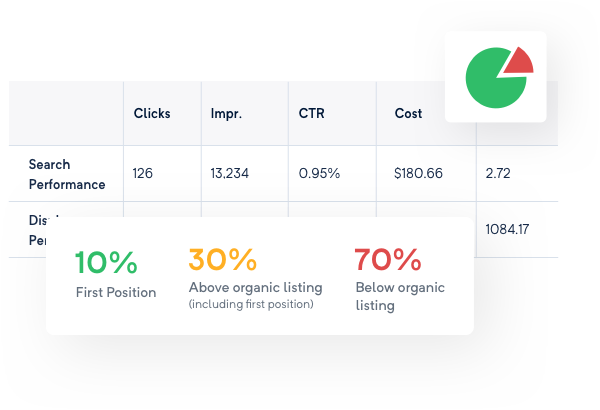 Clicks Impr. CTR Cost
Search
Performance 126 13,234 0.95% $180.66 2.72
1084.17
10% 30% 70%
First Position Above organic listing Below organic
(including first position) listing